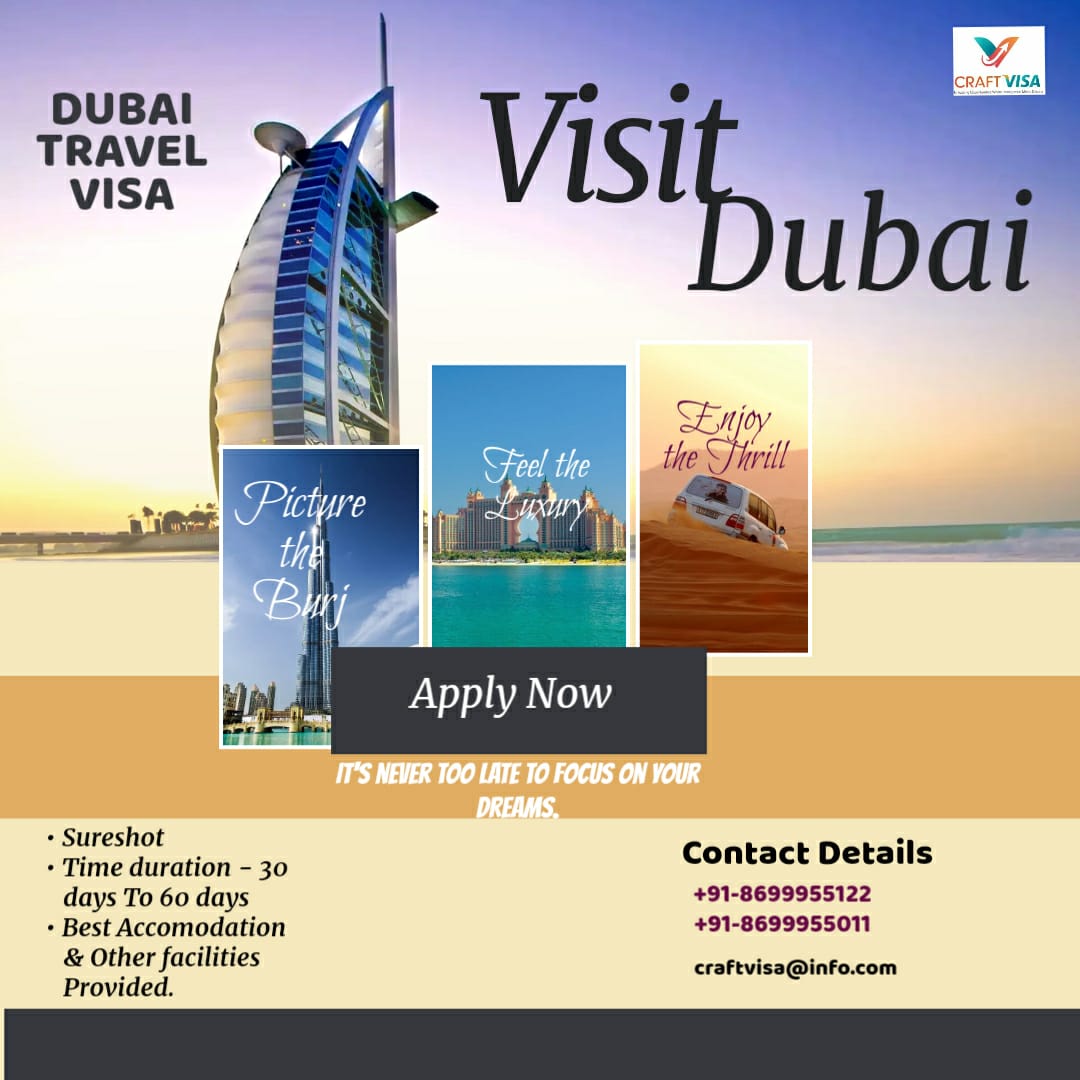 DUBAI
TRAVEL
VISA
Visit
Dubai
CRAFT VISA
Picture
the
Burj
Feel the
Luxury
Enjoy
the Thrill
Apply Now
IT'S NEVER TOO LATE TO FOCUS ON YOUR
DREAMS.
• Sureshot
• Time duration - 30
days To 60 days
• Best Accomodation
& Other facilities
Provided.
Contact Details
+91-8699955122
+91-8699955011
craftvisa@info.com